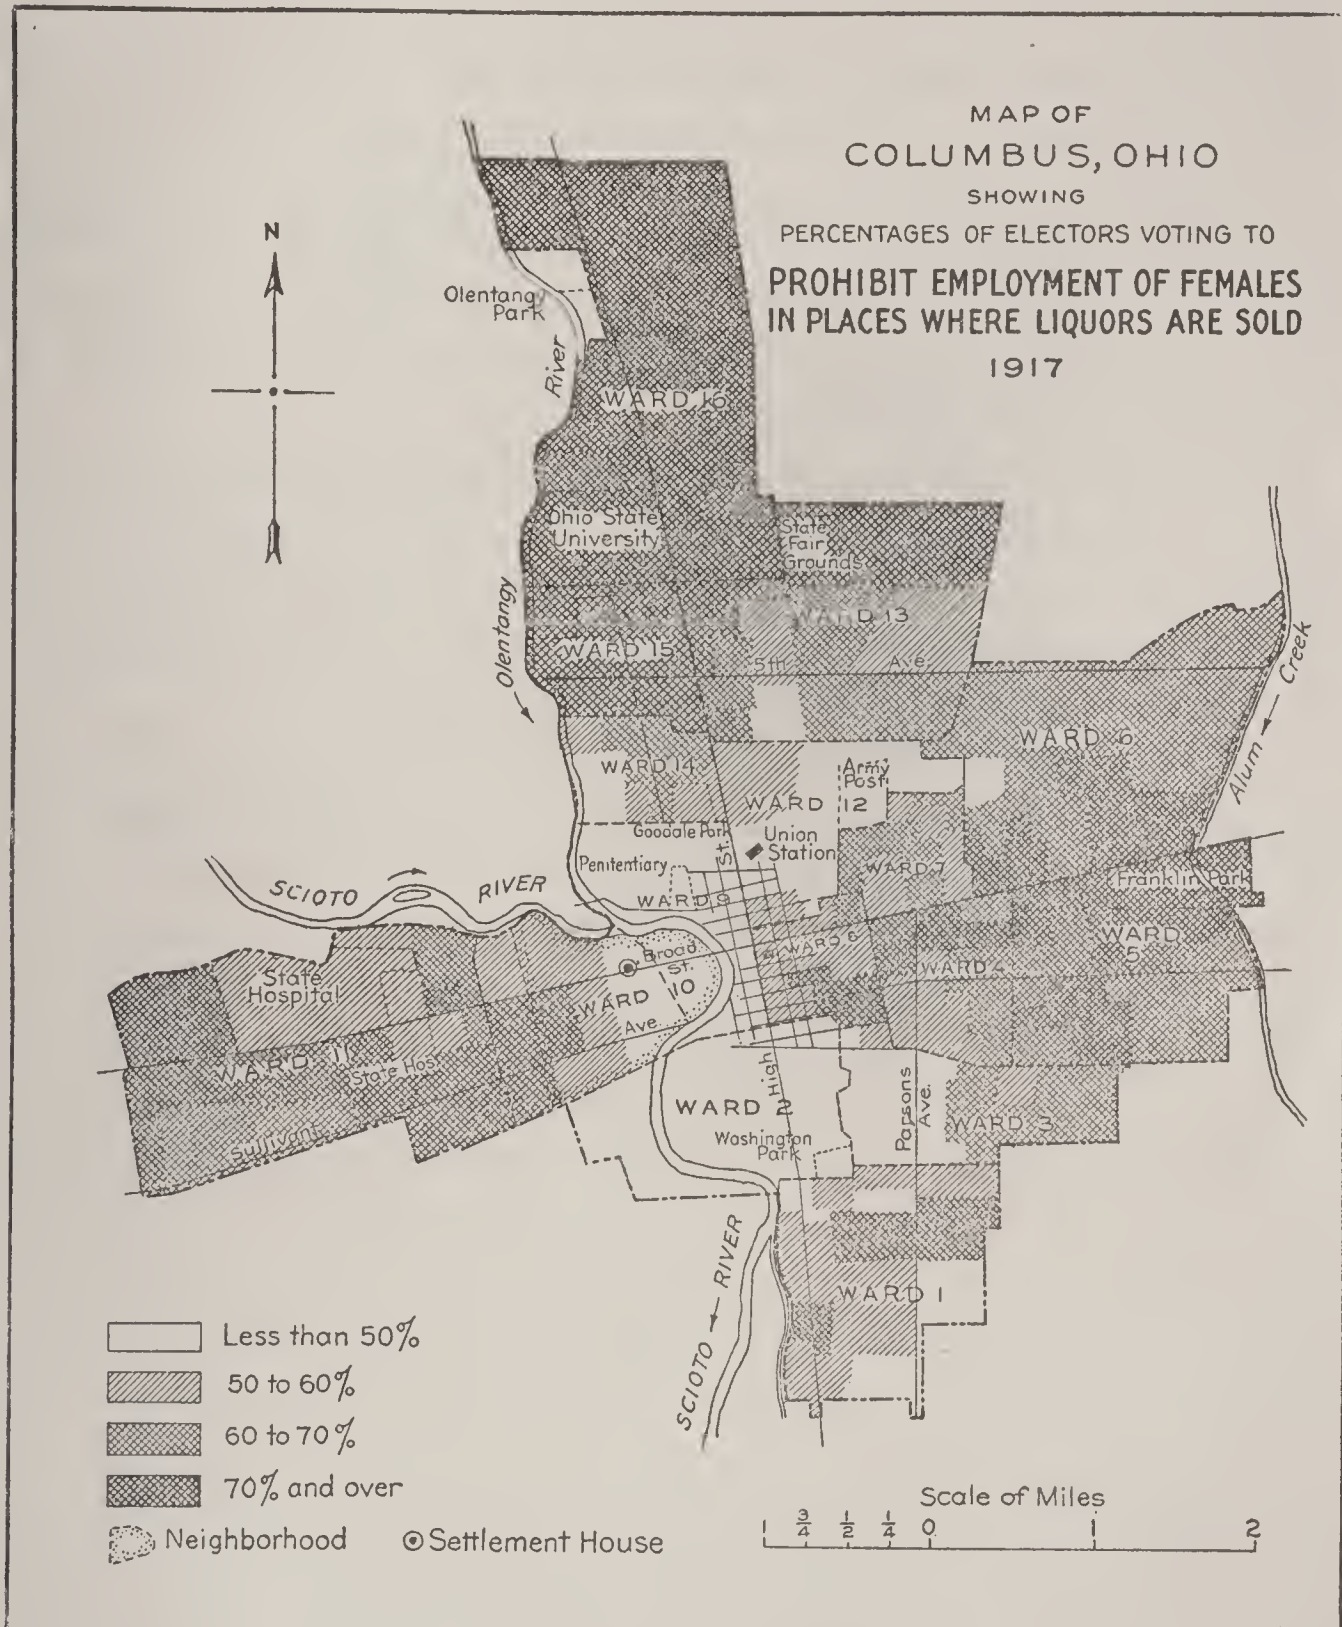 MAP OF
COLUMBUS, OHIO
SHOWING
PERCENTAGES OF ELECTORS VOTING TO
PROHIBIT EMPLOYMENT OF FEMALES
IN PLACES WHERE LIQUORS ARE SOLD
1917
N
Olentangy
Park
River
WARD 16
Ohio State
University
State
Fair
Grounds
Olentangy
WARD 13
WARD 15
5th Ave.
Alum Creek
WARD 6
WARD 14
Army
Post
WARD 12
Goodale Park
St.
Union
Station
Penitentiary
WARD 7
Franklin Park
SCIOTO RIVER
WARD 9
WARD 8
WARD
5
WARD 4
Broad
St.
State
Hospital
WARD
10
Ave.
WARD 11
State Hos.
High
WARD 2
Parsons
Ave.
WARD 3
Sullivant
Washington
Park
SCIOTO RIVER
WARD 1
Less than 50%
50 to 60%
60 to 70%
70% and over
Neighborhood
Settlement House
Scale of Miles
1 3/4 1/2 1/4 0 1 2